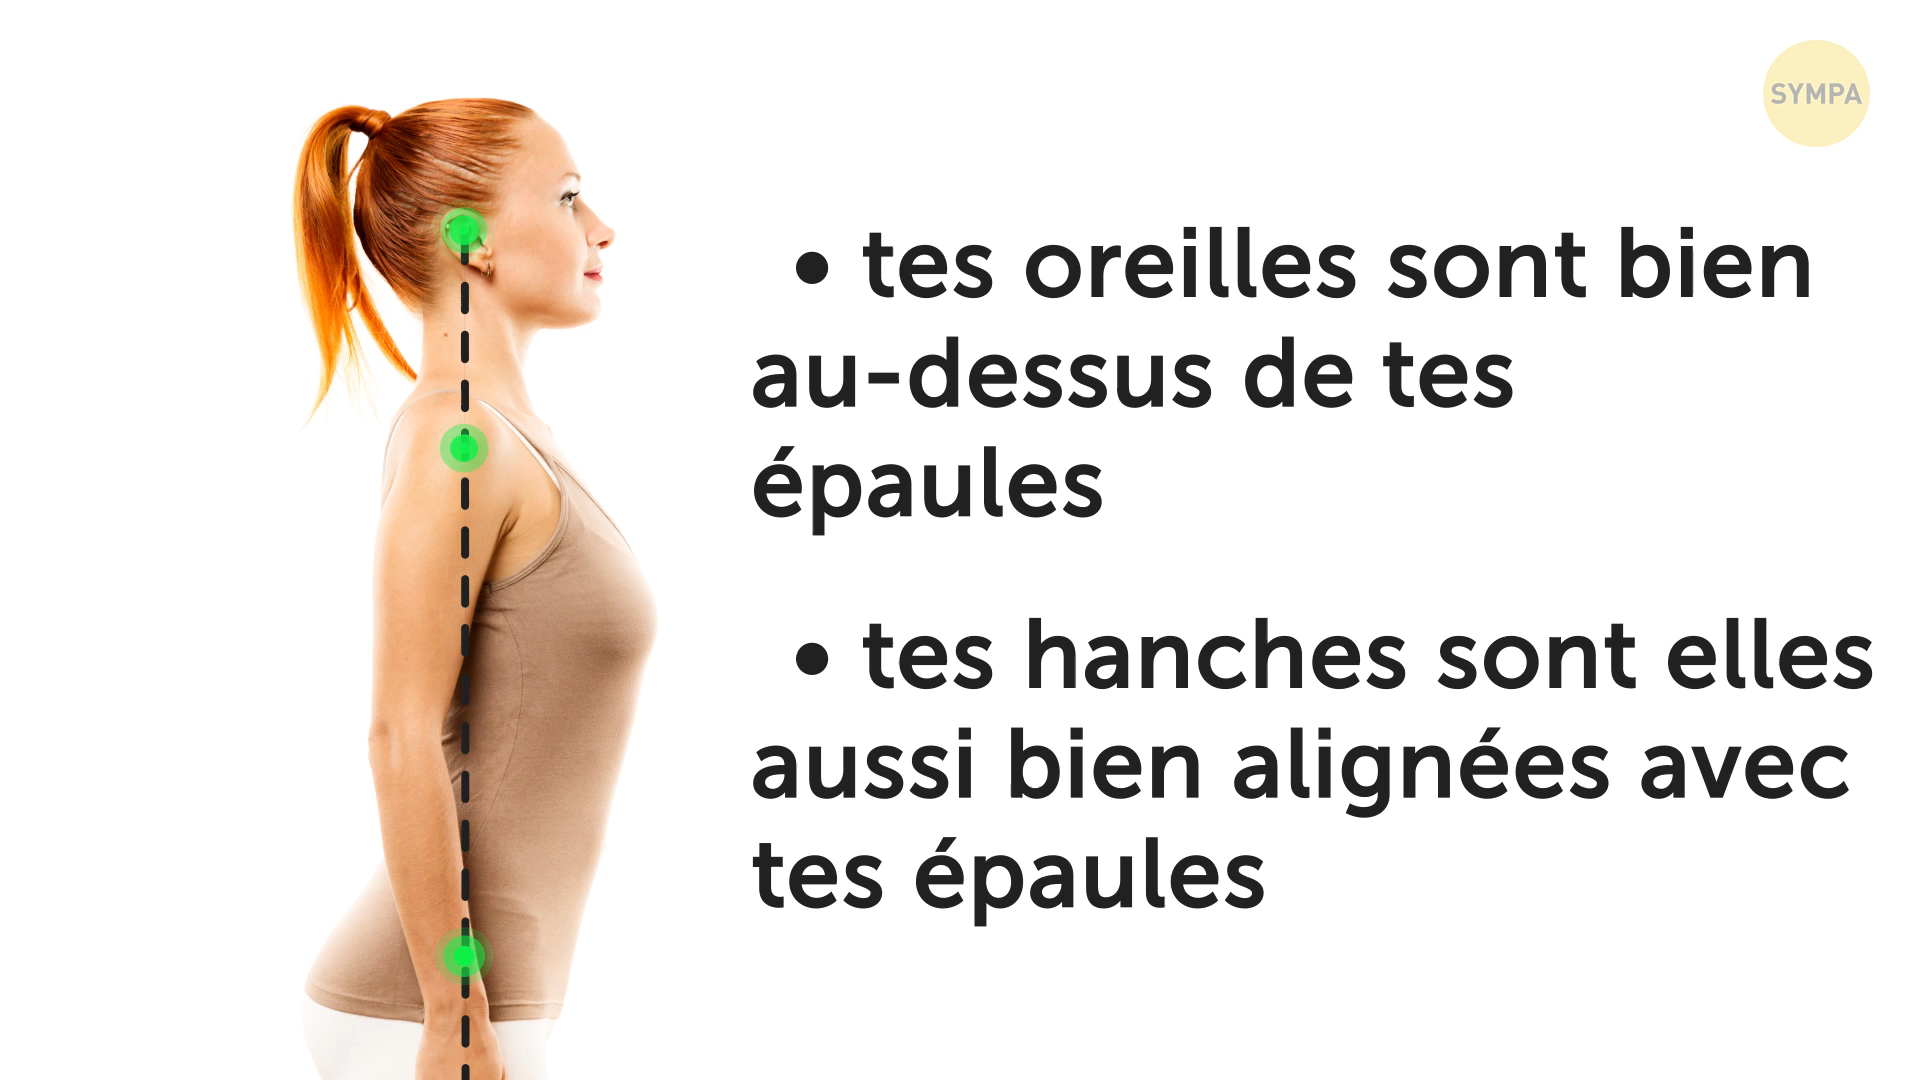 SYMPA
• tes oreilles sont bien
au-dessus de tes
épaules
• tes hanches sont elles
aussi bien alignées avec
tes épaules